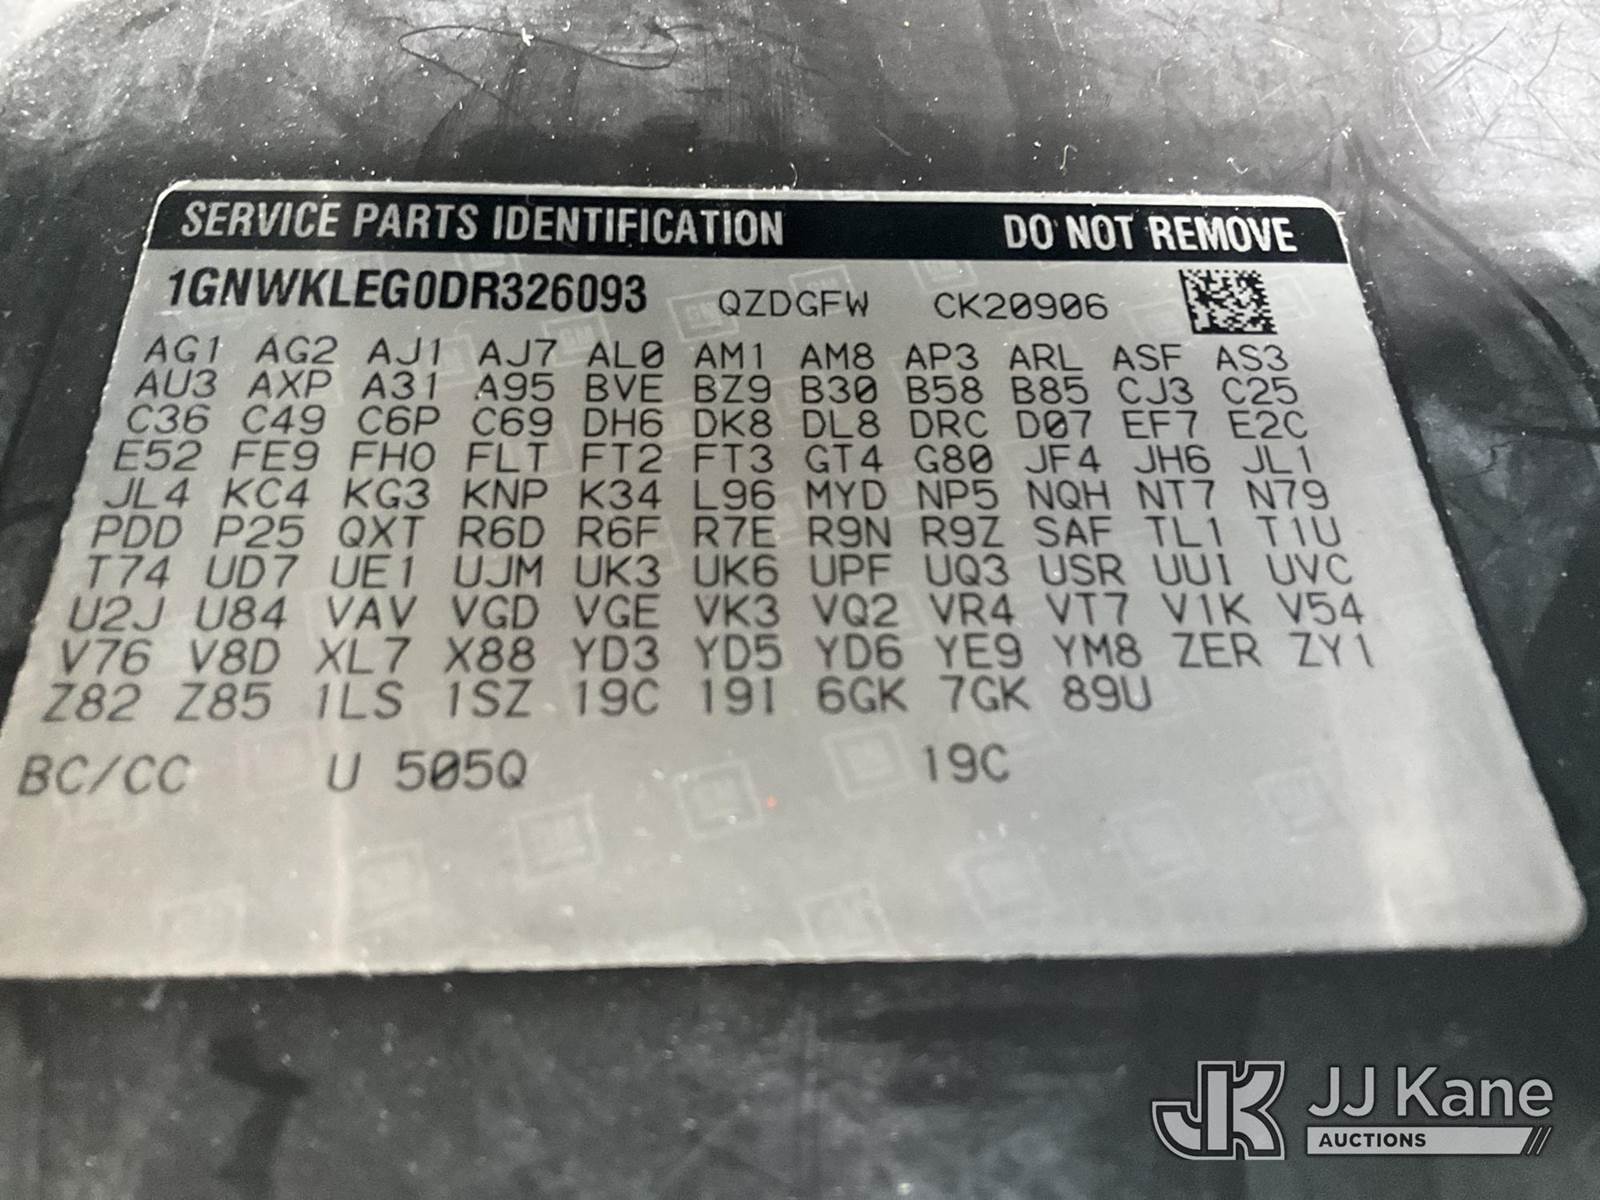 SERVICE PARTS IDENTIFICATION DO NOT REMOVE
1GNWKLEG0DR326093 QZDGFW CK20906
AG1 AG2 AJ1 AJ7 AL0 AM1 AM8 AP3 ARL ASF AS3
AU3 AXP A31 A95 BVE BZ9 B30 B58 B85 CJ3 C25
C36 C49 C6P C69 DH6 DK8 DL8 DRC D07 EF7 E2C
E52 FE9 FHO FLT FT2 FT3 GT4 G80 JF4 JH6 JL1
JL4 KC4 KG3 KNP K34 L96 MYD NP5 NQH NT7 N79
PDD P25 QXT R6D R6F R7E R9N R9Z SAF TL1 T1U
T74 UD7 UE1 UJM UK3 UK6 UPF UQ3 USR UUI UVC
U2J U84 VAV VGD VGE VK3 VQ2 VR4 VT7 V1K V54
V76 V8D XL7 X88 YD3 YD5 YD6 YE9 YM8 ZER ZY1
Z82 Z85 1LS 1SZ 19C 19I 6GK 7GK 89U
BC/CC U 505Q 19C
JK JJ Kane
AUCTIONS